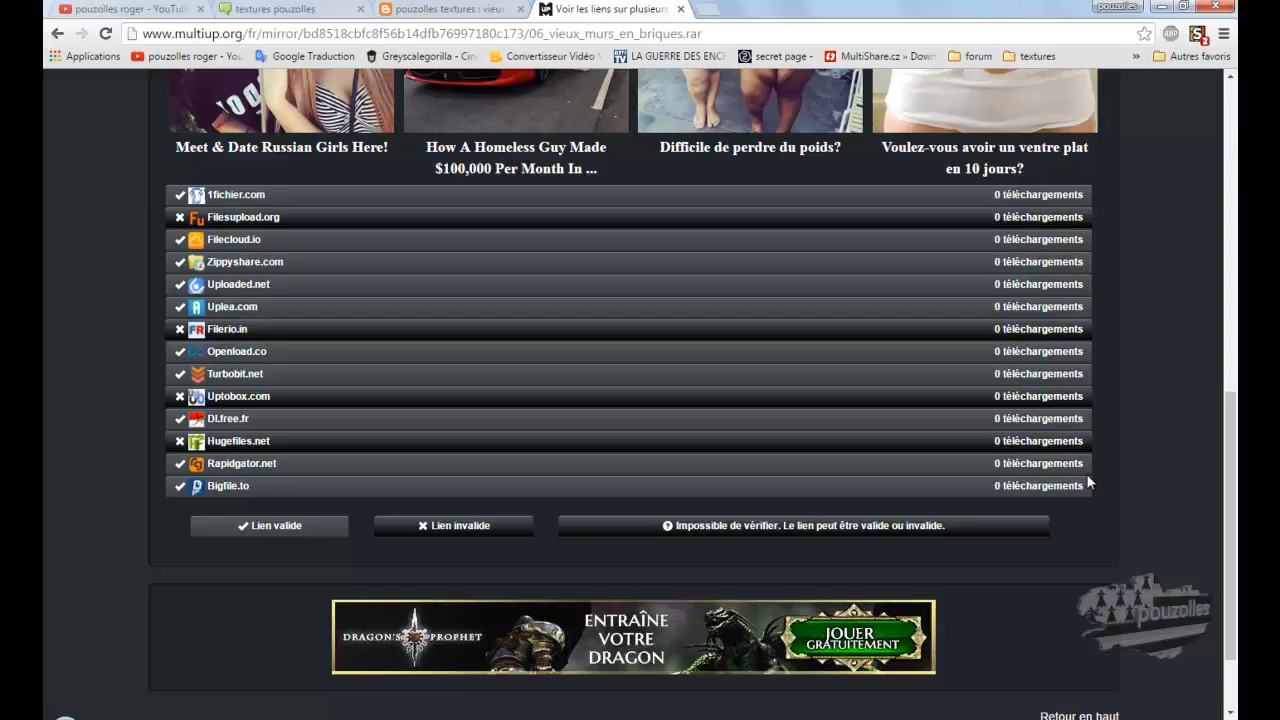 pouzolles roger - YouTub
textures pouzolles
pouzolles textures : vieux
Voir les liens sur plusieurs
pouzolles
www.multiup.org/fr/mirror/
Applications
pouzolles roger - You
Google Traduction
Greyscalegorilla - Cin
Convertisseur Vidéo
LA GUERRE DES ENCH
secret page -
MultiShare.cz » Down
forum
textures
»
Autres favoris
YOG
Meet & Date Russian Girls Here!
How A Homeless Guy Made
$100,000 Per Month In ...
Difficile de perdre du poids?
Voulez-vous avoir un ventre plat
en 10 jours?
1fichier.com 0 téléchargements
Filesupload.org 0 téléchargements
Filecloud.io 0 téléchargements
Zippyshare.com 0 téléchargements
Uploaded.net 0 téléchargements
Uplea.com 0 téléchargements
Filerio.in 0 téléchargements
Openload.co 0 téléchargements
Turbobit.net 0 téléchargements
Uptobox.com 0 téléchargements
Dl.free.fr 0 téléchargements
Hugefiles.net 0 téléchargements
Rapidgator.net 0 téléchargements
Bigfile.to 0 téléchargements
Lien valide
Lien invalide
Impossible de vérifier. Le lien peut être valide ou invalide.
DRAGON'S PROPHET
ENTRAÎNE
VOTRE
DRAGON
JOUER
GRATUITEMENT
pouzolles
Retour en haut